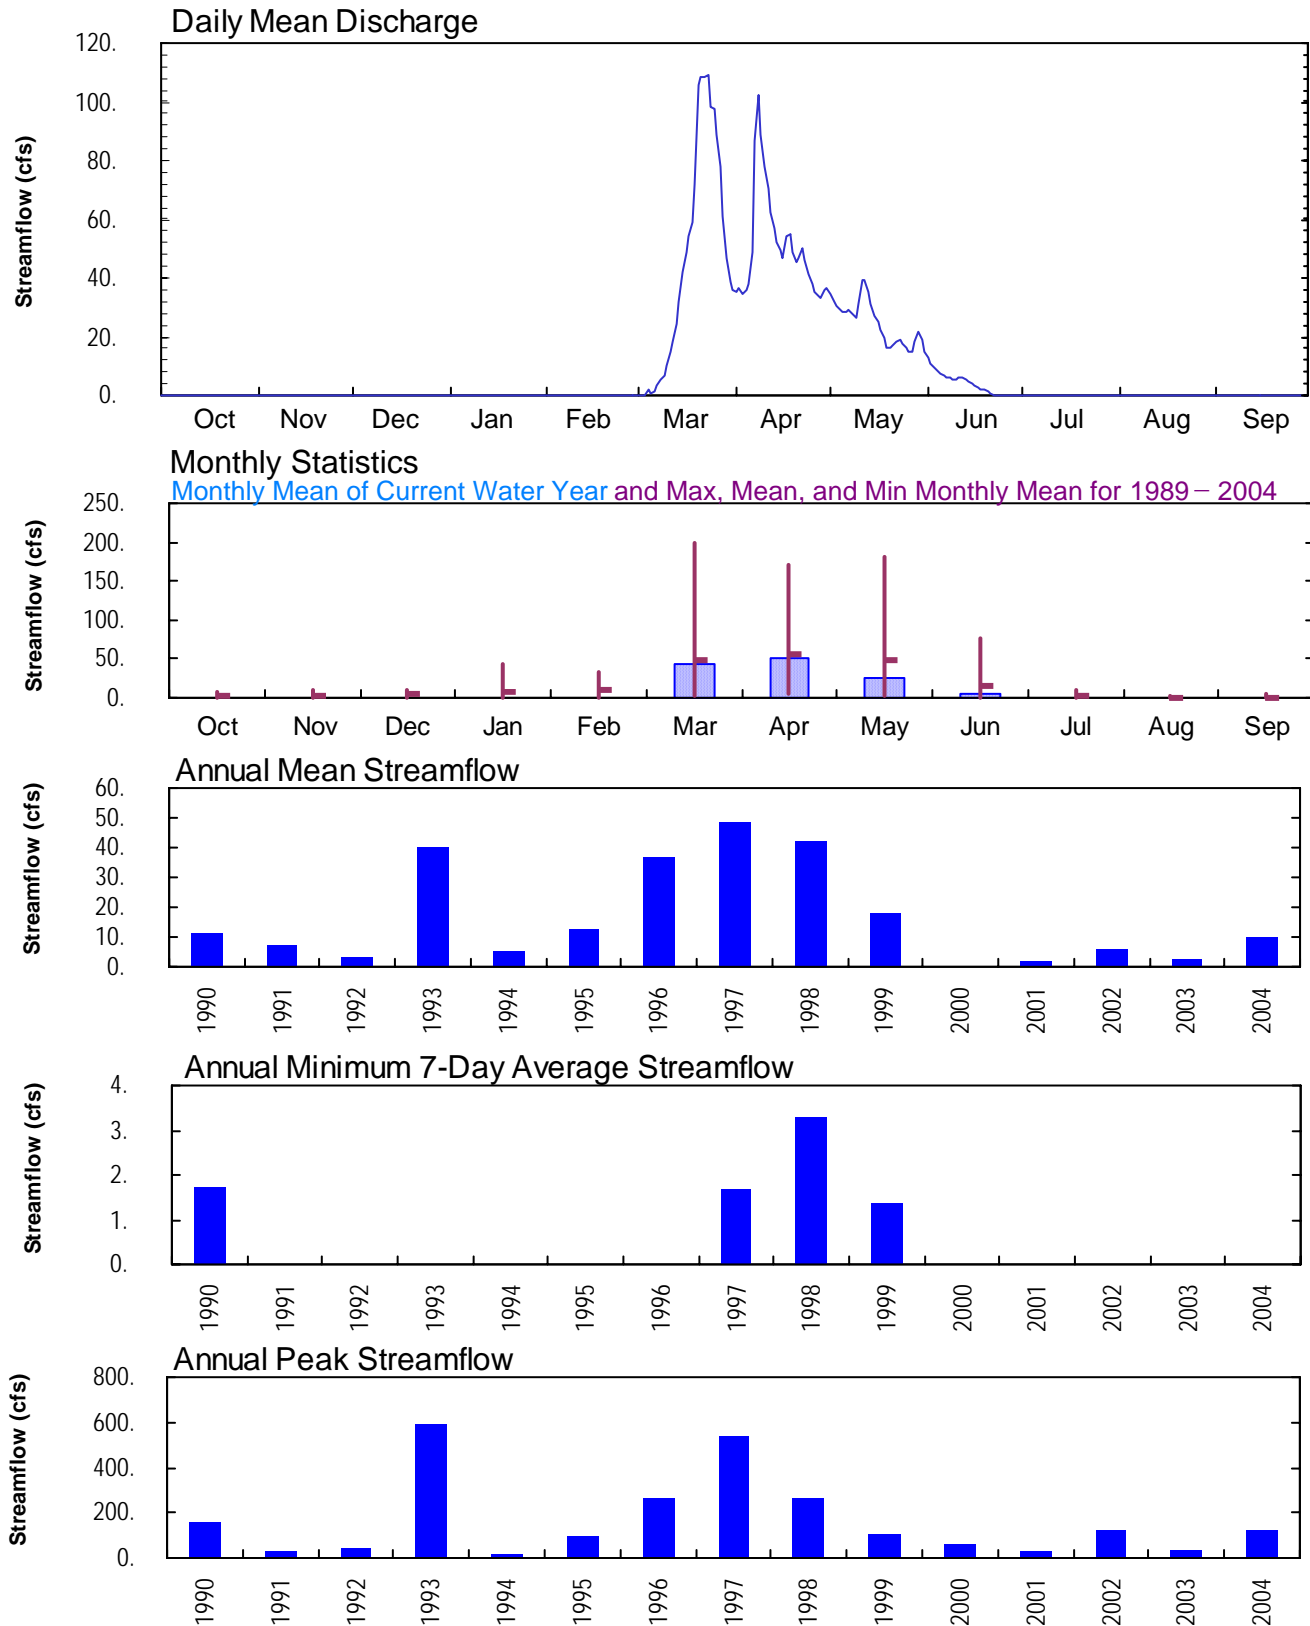 Daily Mean Discharge
Streamflow (cfs)
120.
100.
80.
60.
40.
20.
0.
Oct Nov Dec Jan Feb Mar Apr May Jun Jul Aug Sep
Monthly Statistics
Monthly Mean of Current Water Year and Max, Mean, and Min Monthly Mean for 1989 – 2004
Streamflow (cfs)
250.
200.
150.
100.
50.
0.
Oct Nov Dec Jan Feb Mar Apr May Jun Jul Aug Sep
Annual Mean Streamflow
Streamflow (cfs)
60.
50.
40.
30.
20.
10.
0.
1990 1991 1992 1993 1994 1995 1996 1997 1998 1999 2000 2001 2002 2003 2004
Annual Minimum 7-Day Average Streamflow
Streamflow (cfs)
4.
3.
2.
1.
0.
1990 1991 1992 1993 1994 1995 1996 1997 1998 1999 2000 2001 2002 2003 2004
Annual Peak Streamflow
Streamflow (cfs)
800.
600.
400.
200.
0.
1990 1991 1992 1993 1994 1995 1996 1997 1998 1999 2000 2001 2002 2003 2004